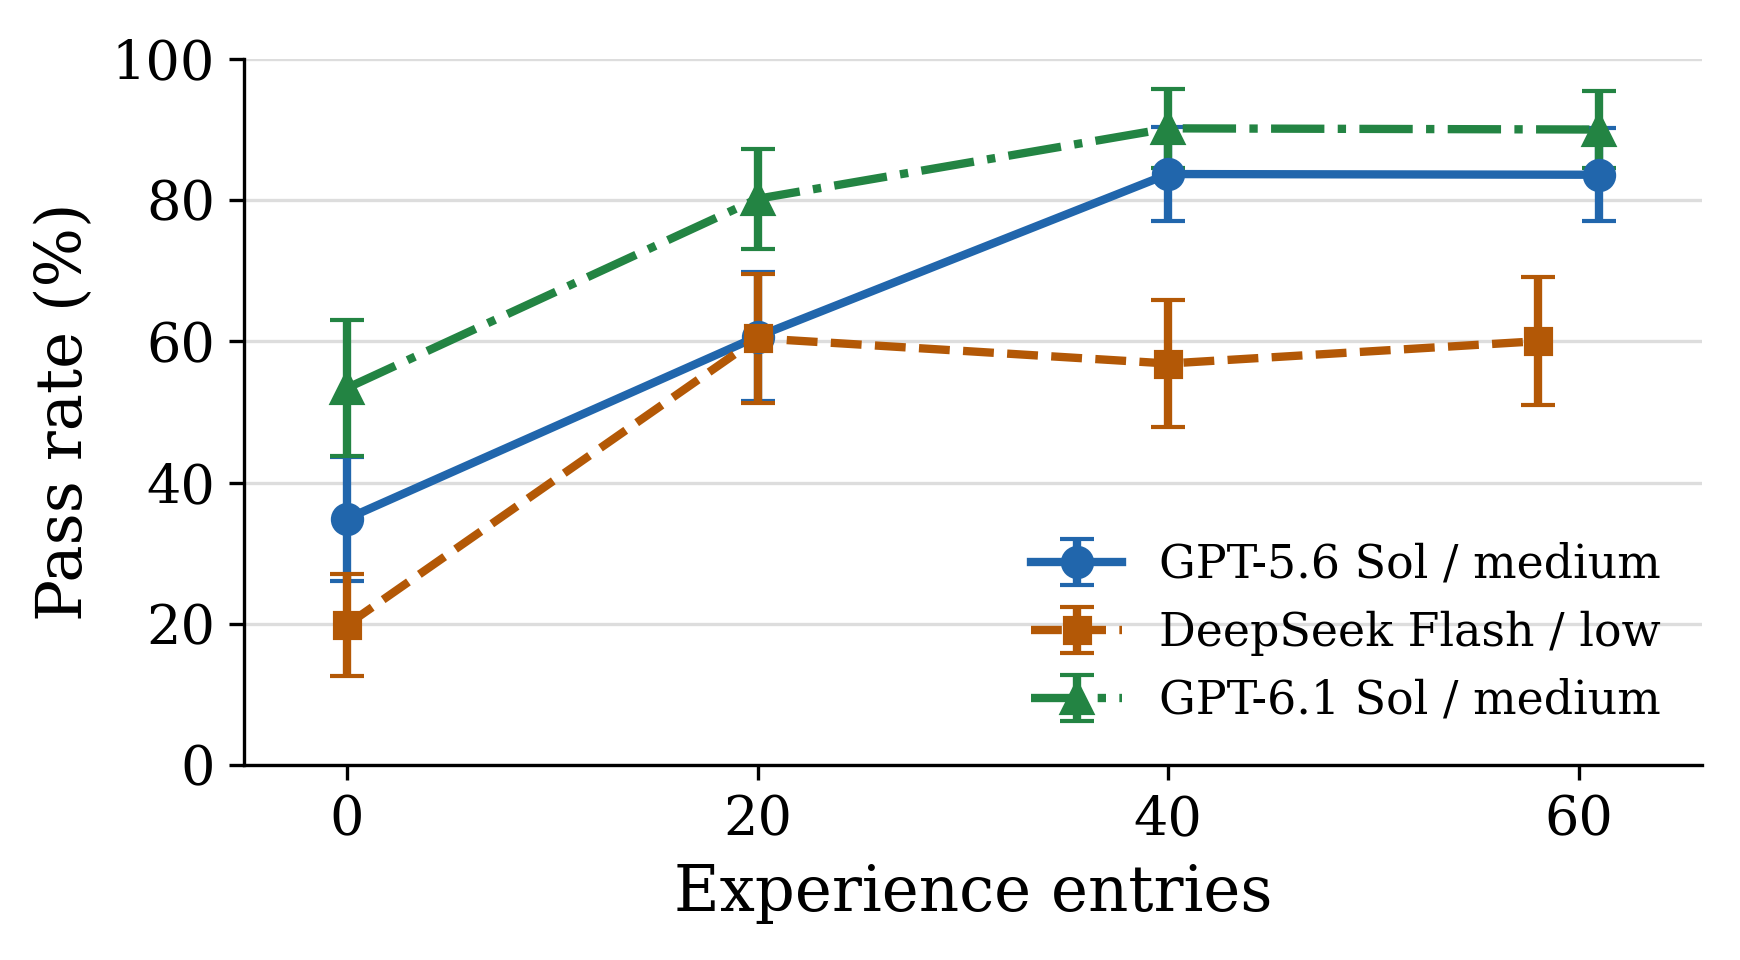 100
80
60
40
20
0
Pass rate (%)
0 20 40 60
Experience entries
GPT-5.6 Sol / medium
DeepSeek Flash / low
GPT-6.1 Sol / medium